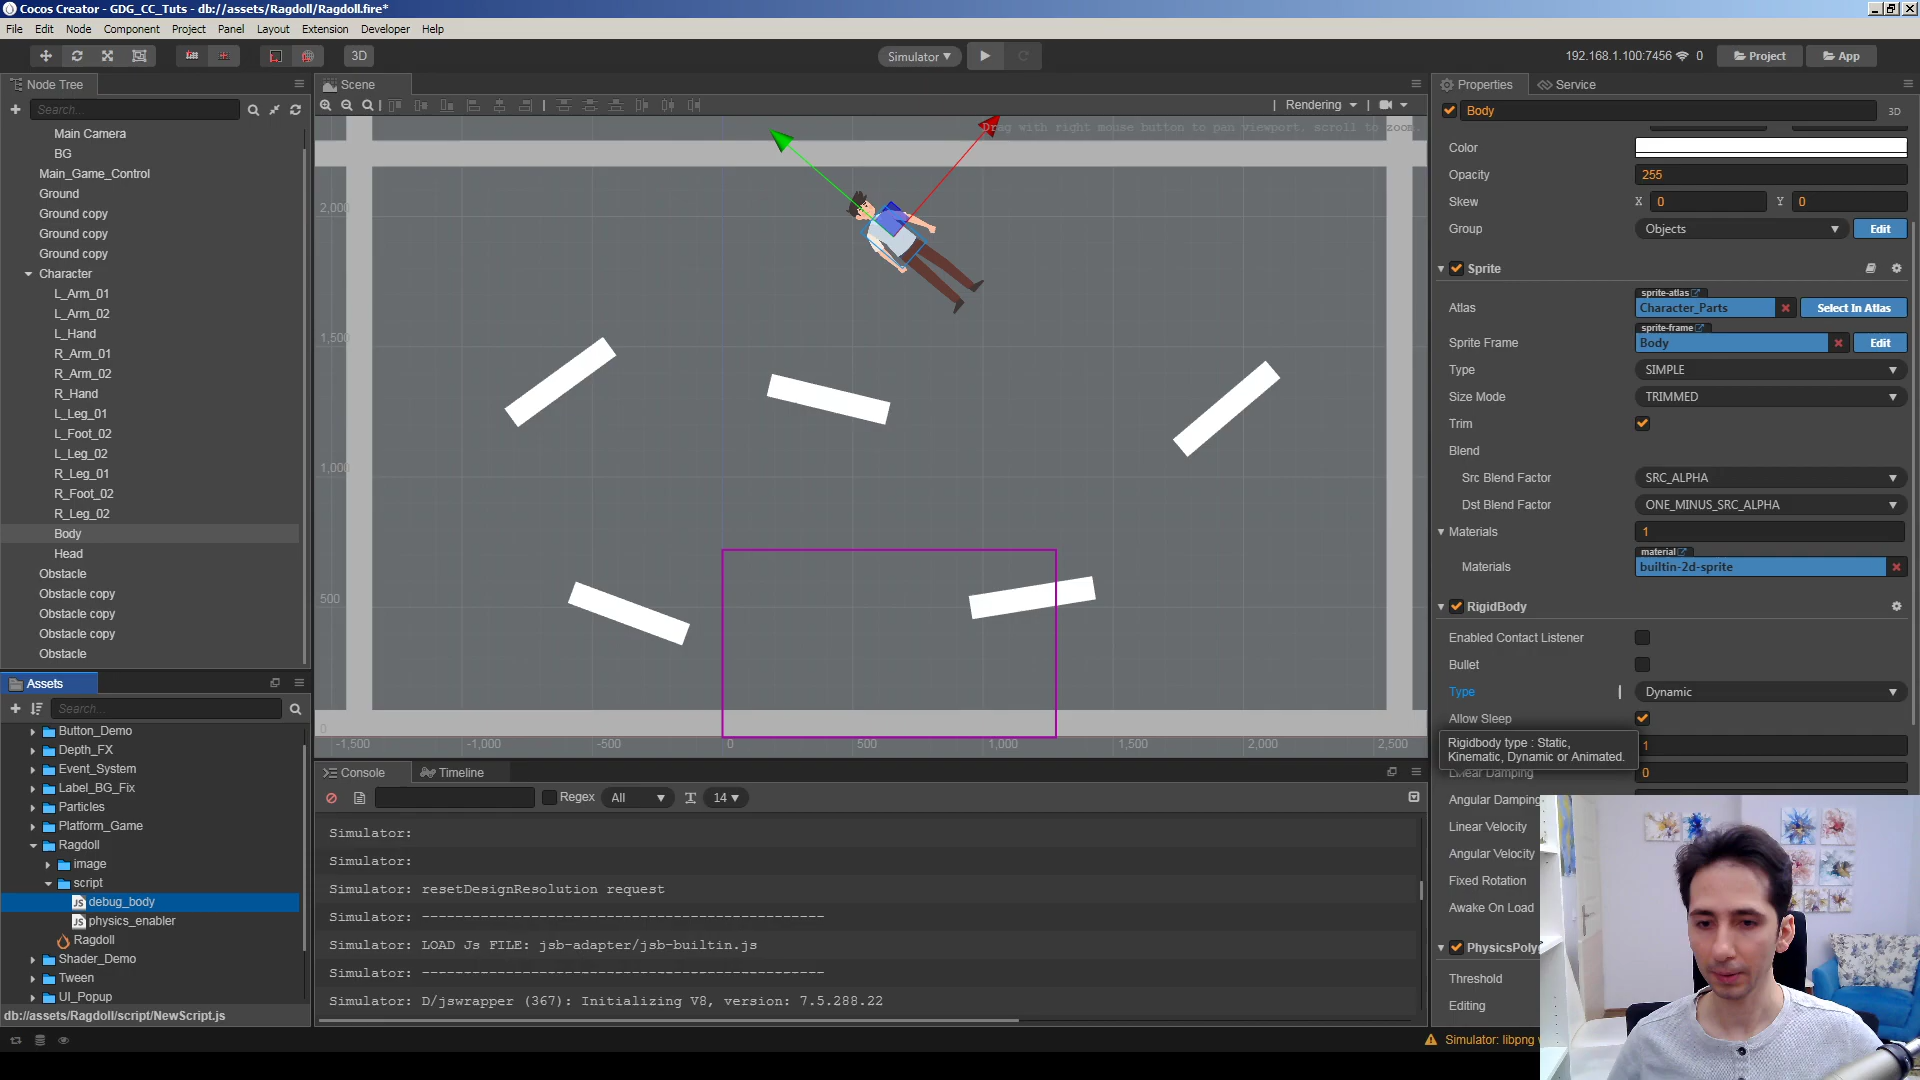 Cocos Creator - GDG_CC_Tuts - db://assets/Ragdoll/Ragdoll.fire*
File Edit Node Component Project Panel Layout Extension Developer Help
3D
Simulator
192.168.1.100:7456 0 Project App
Node Tree
Search...
Main Camera
BG
Main_Game_Control
Ground
Ground copy
Ground copy
Ground copy
Character
L_Arm_01
L_Arm_02
L_Hand
R_Arm_01
R_Arm_02
R_Hand
L_Leg_01
L_Foot_02
L_Leg_02
R_Leg_01
R_Foot_02
R_Leg_02
Body
Head
Obstacle
Obstacle copy
Obstacle copy
Obstacle copy
Obstacle
Assets
Search...
Button_Demo
Depth_FX
Event_System
Label_BG_Fix
Particles
Platform_Game
Ragdoll
image
script
JS debug_body
JS physics_enabler
Ragdoll
Shader_Demo
Tween
UI_Popup
db://assets/Ragdoll/script/NewScript.js
Scene
Rendering
Drag with right mouse button to pan viewport, scroll to zoom.
2,000
1,500
1,000
500
0
-1,500 -1,000 -500 0 500 1,000 1,500 2,000 2,500
Console Timeline
Regex All 14
Simulator:
Simulator:
Simulator: resetDesignResolution request
Simulator: -------------------------------------------------
Simulator: LOAD Js FILE: jsb-adapter/jsb-builtin.js
Simulator: -------------------------------------------------
Simulator: D/jswrapper (367): Initializing V8, version: 7.5.288.22
Properties Service
Body 3D
Color
Opacity 255
Skew X 0 Y 0
Group Objects Edit
Sprite
sprite-atlas
Atlas Character_Parts Select In Atlas
sprite-frame
Sprite Frame Body Edit
Type SIMPLE
Size Mode TRIMMED
Trim
Blend
Src Blend Factor SRC_ALPHA
Dst Blend Factor ONE_MINUS_SRC_ALPHA
Materials 1
material
Materials builtin-2d-sprite
RigidBody
Enabled Contact Listener
Bullet
Type Dynamic
Allow Sleep
1
Rigidbody type : Static,
Kinematic, Dynamic or Animated.
Linear Damping 0
Angular Damping
Linear Velocity
Angular Velocity
Fixed Rotation
Awake On Load
PhysicsPoly
Threshold
Editing
Simulator: libpng